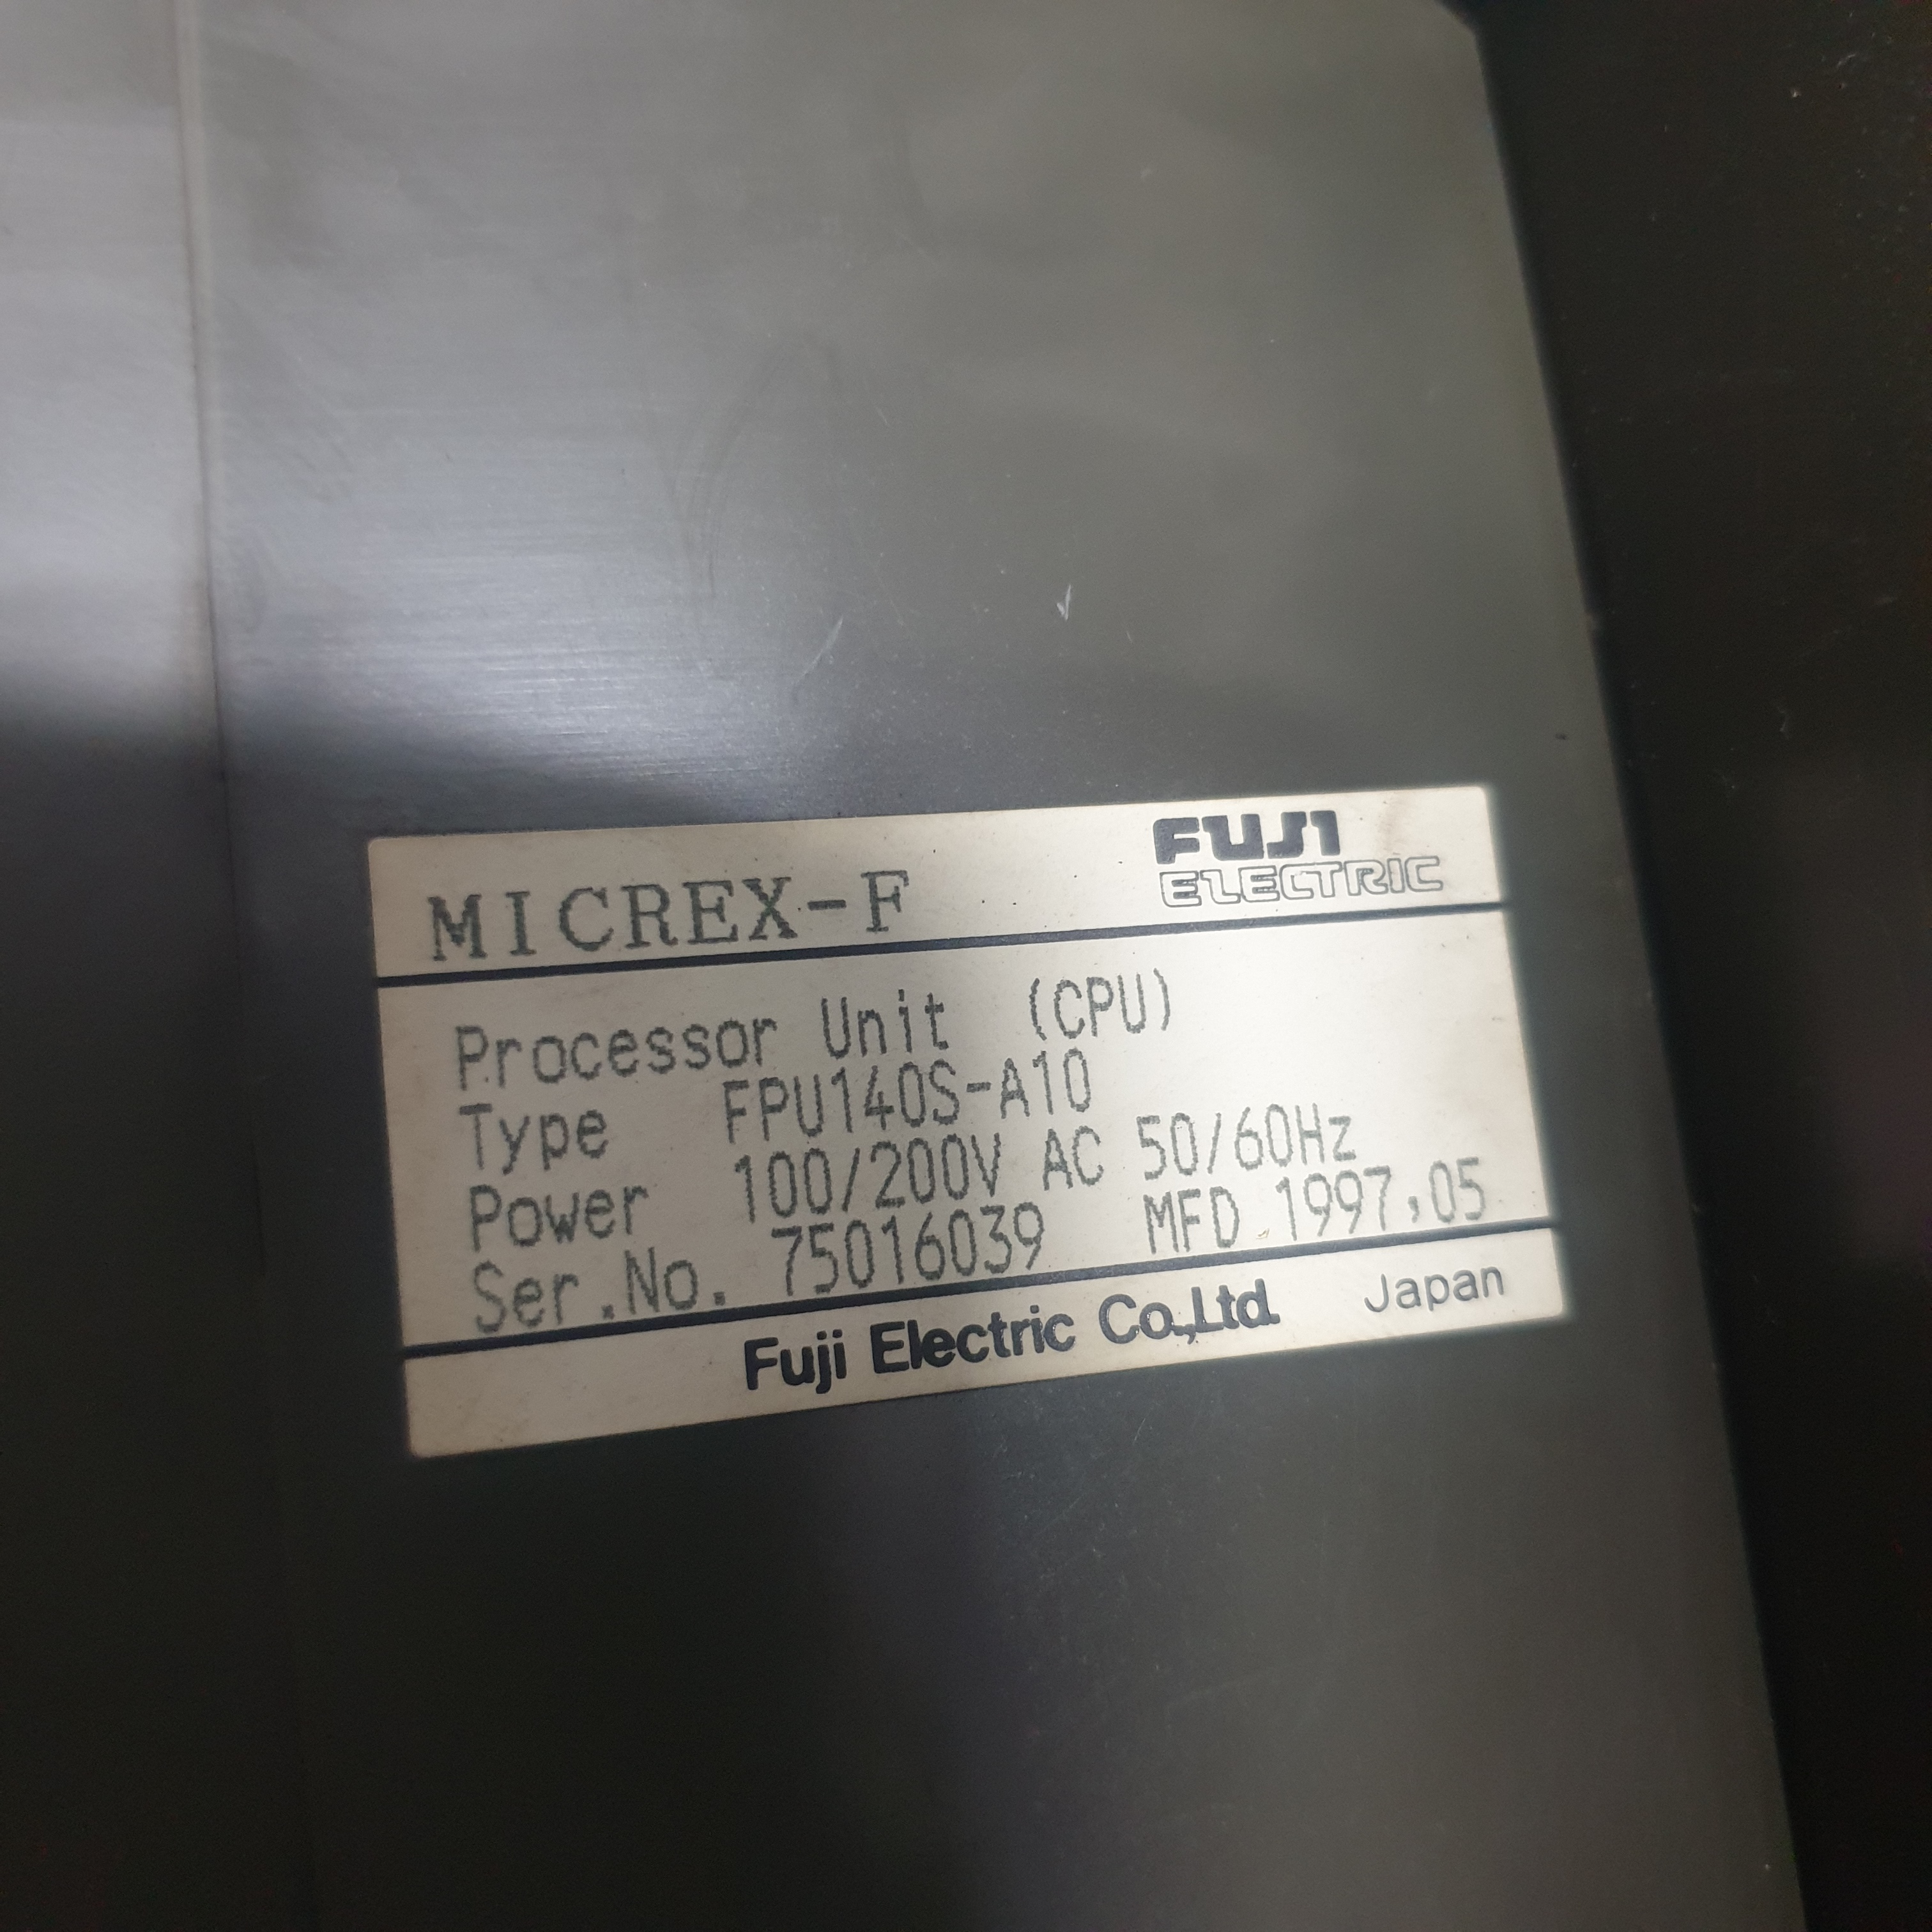 MICREX-F
FUJI
ELECTRIC
Processor Unit (CPU)
Type FPU140S-A10
Power 100/200V AC 50/60Hz
Ser.No. 75016039 MFD 1997,05
Fuji Electric Co.,Ltd. Japan